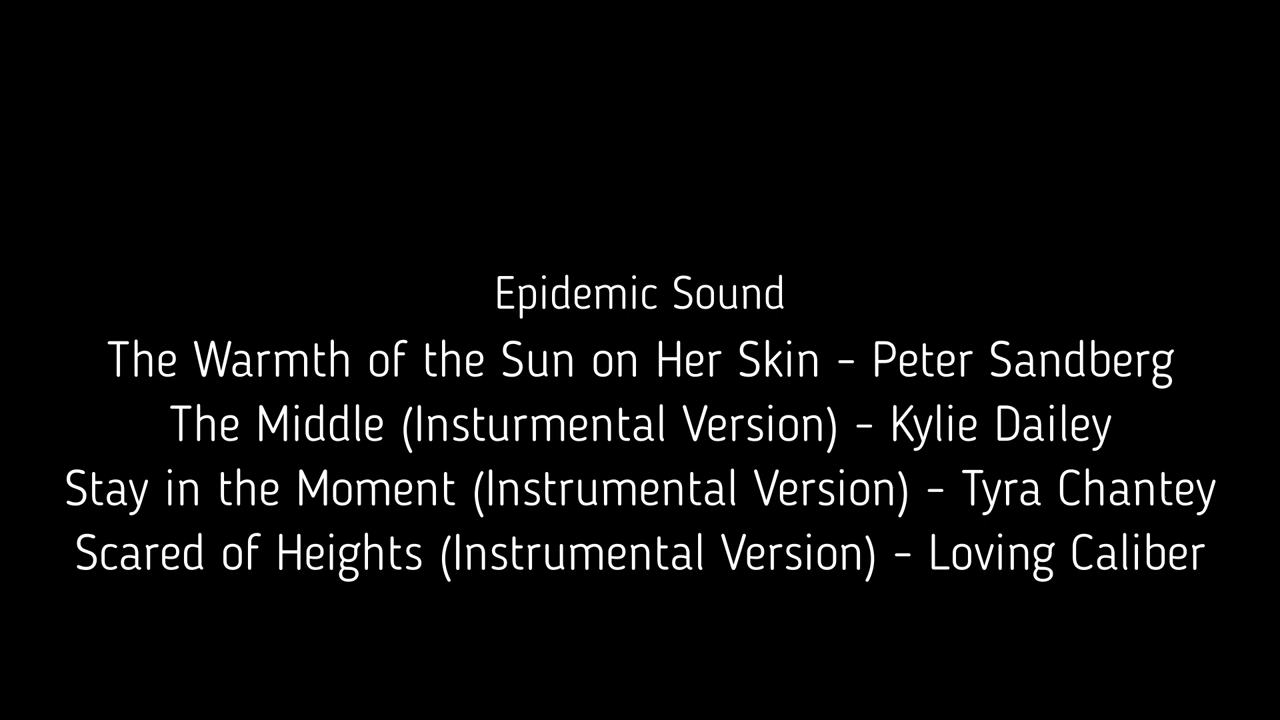 Epidemic Sound
The Warmth of the Sun on Her Skin - Peter Sandberg
The Middle (Insturmental Version) - Kylie Dailey
Stay in the Moment (Instrumental Version) - Tyra Chantey
Scared of Heights (Instrumental Version) - Loving Caliber